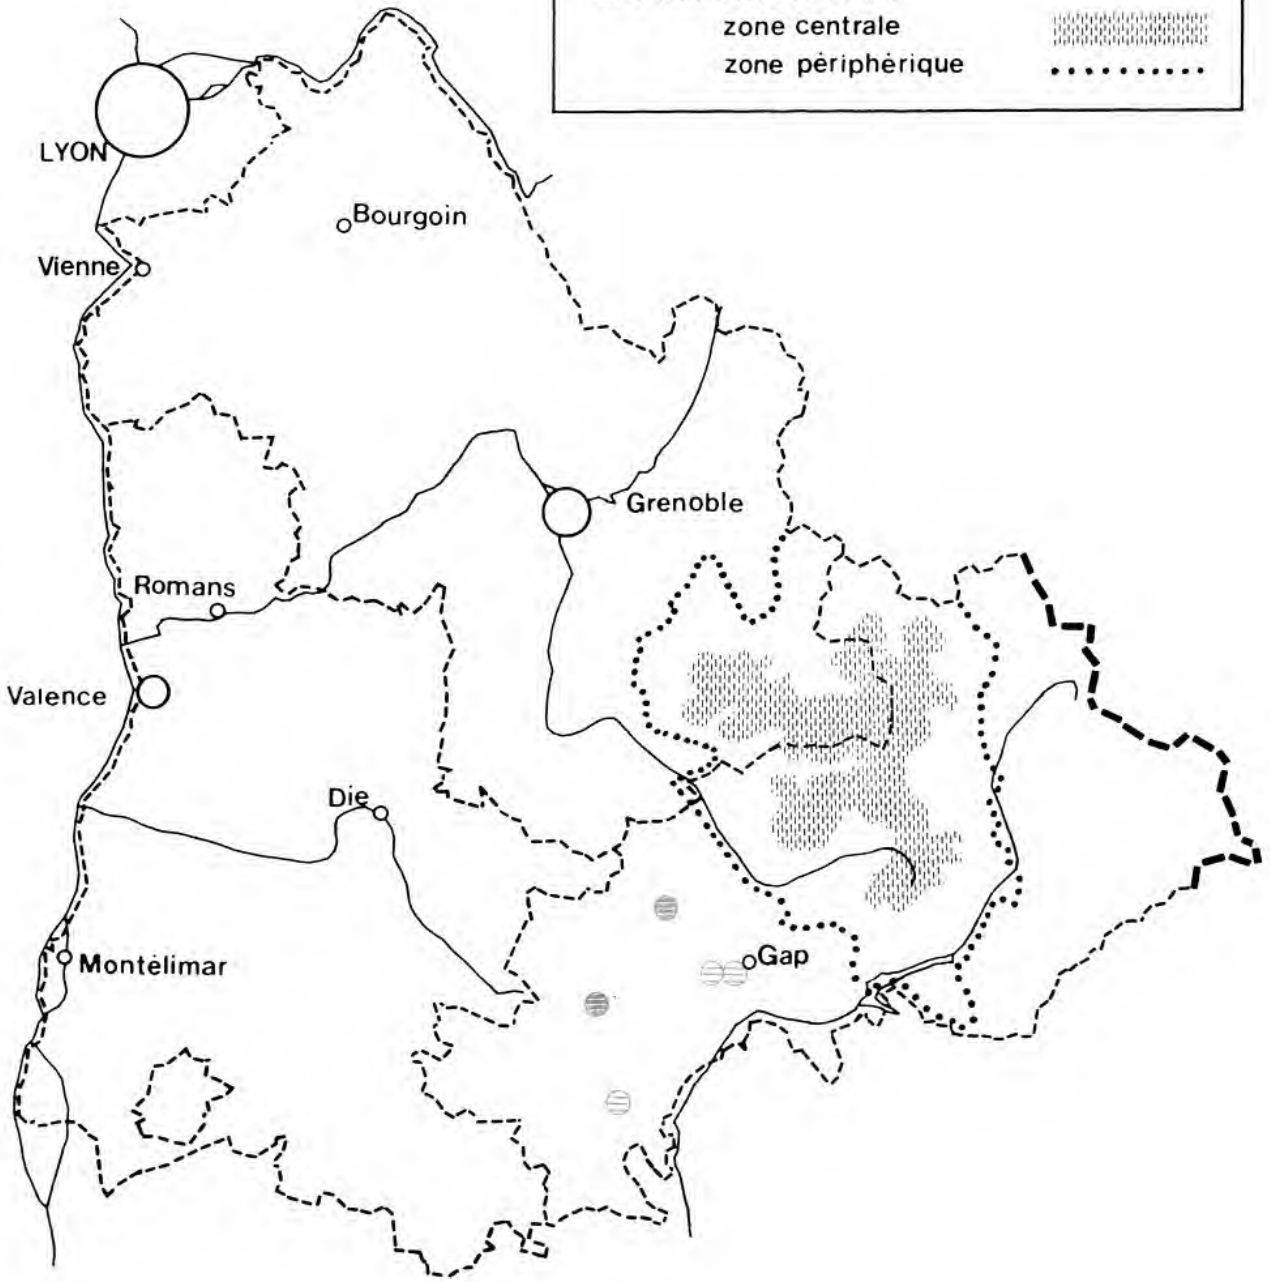 zone centrale
zone périphérique
LYON
Bourgoin
Vienne
Grenoble
Romans
Valence
Die
Gap
Montélimar